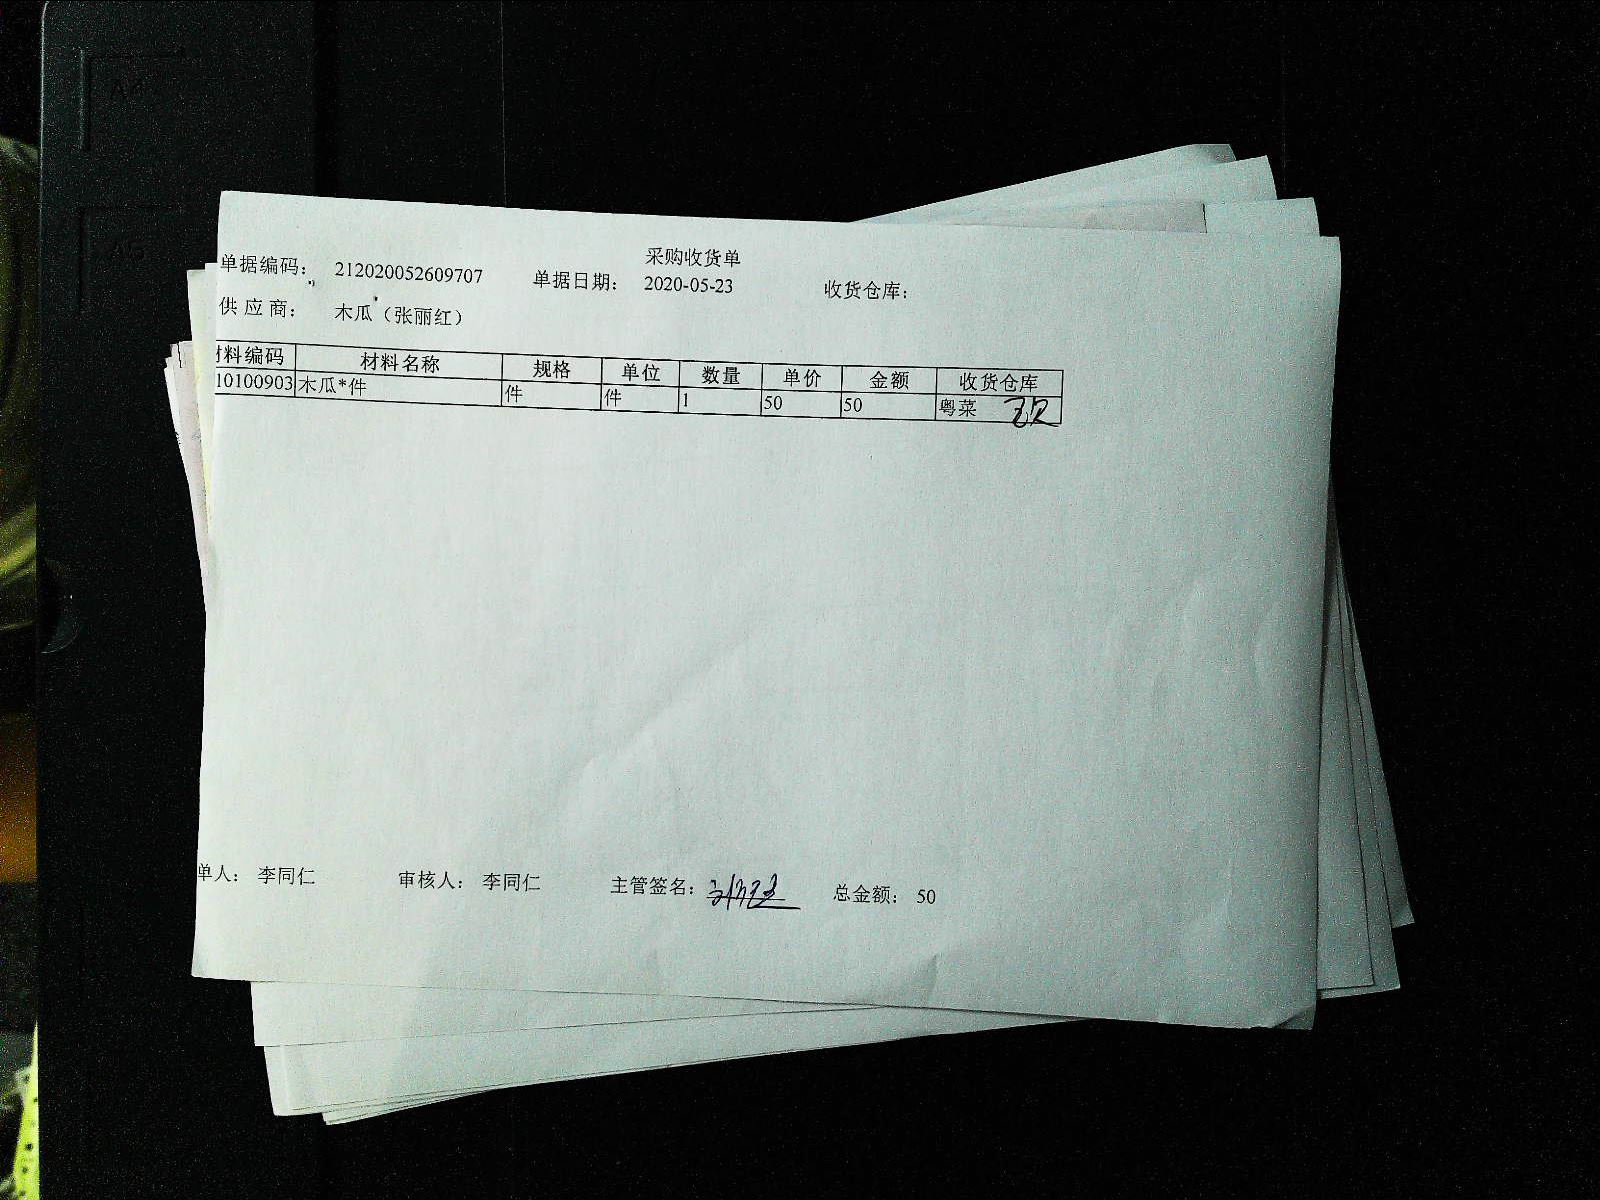 采购收货单
单据编码： 212020052609707 单据日期： 2020-05-23 收货仓库：
供应商： 木瓜（张丽红）
材料编码 材料名称 规格 单位 数量 单价 金额 收货仓库
10100903 木瓜*件 件 件 1 50 50 粤菜
单人： 李同仁 审核人： 李同仁 主管签名： 总金额： 50